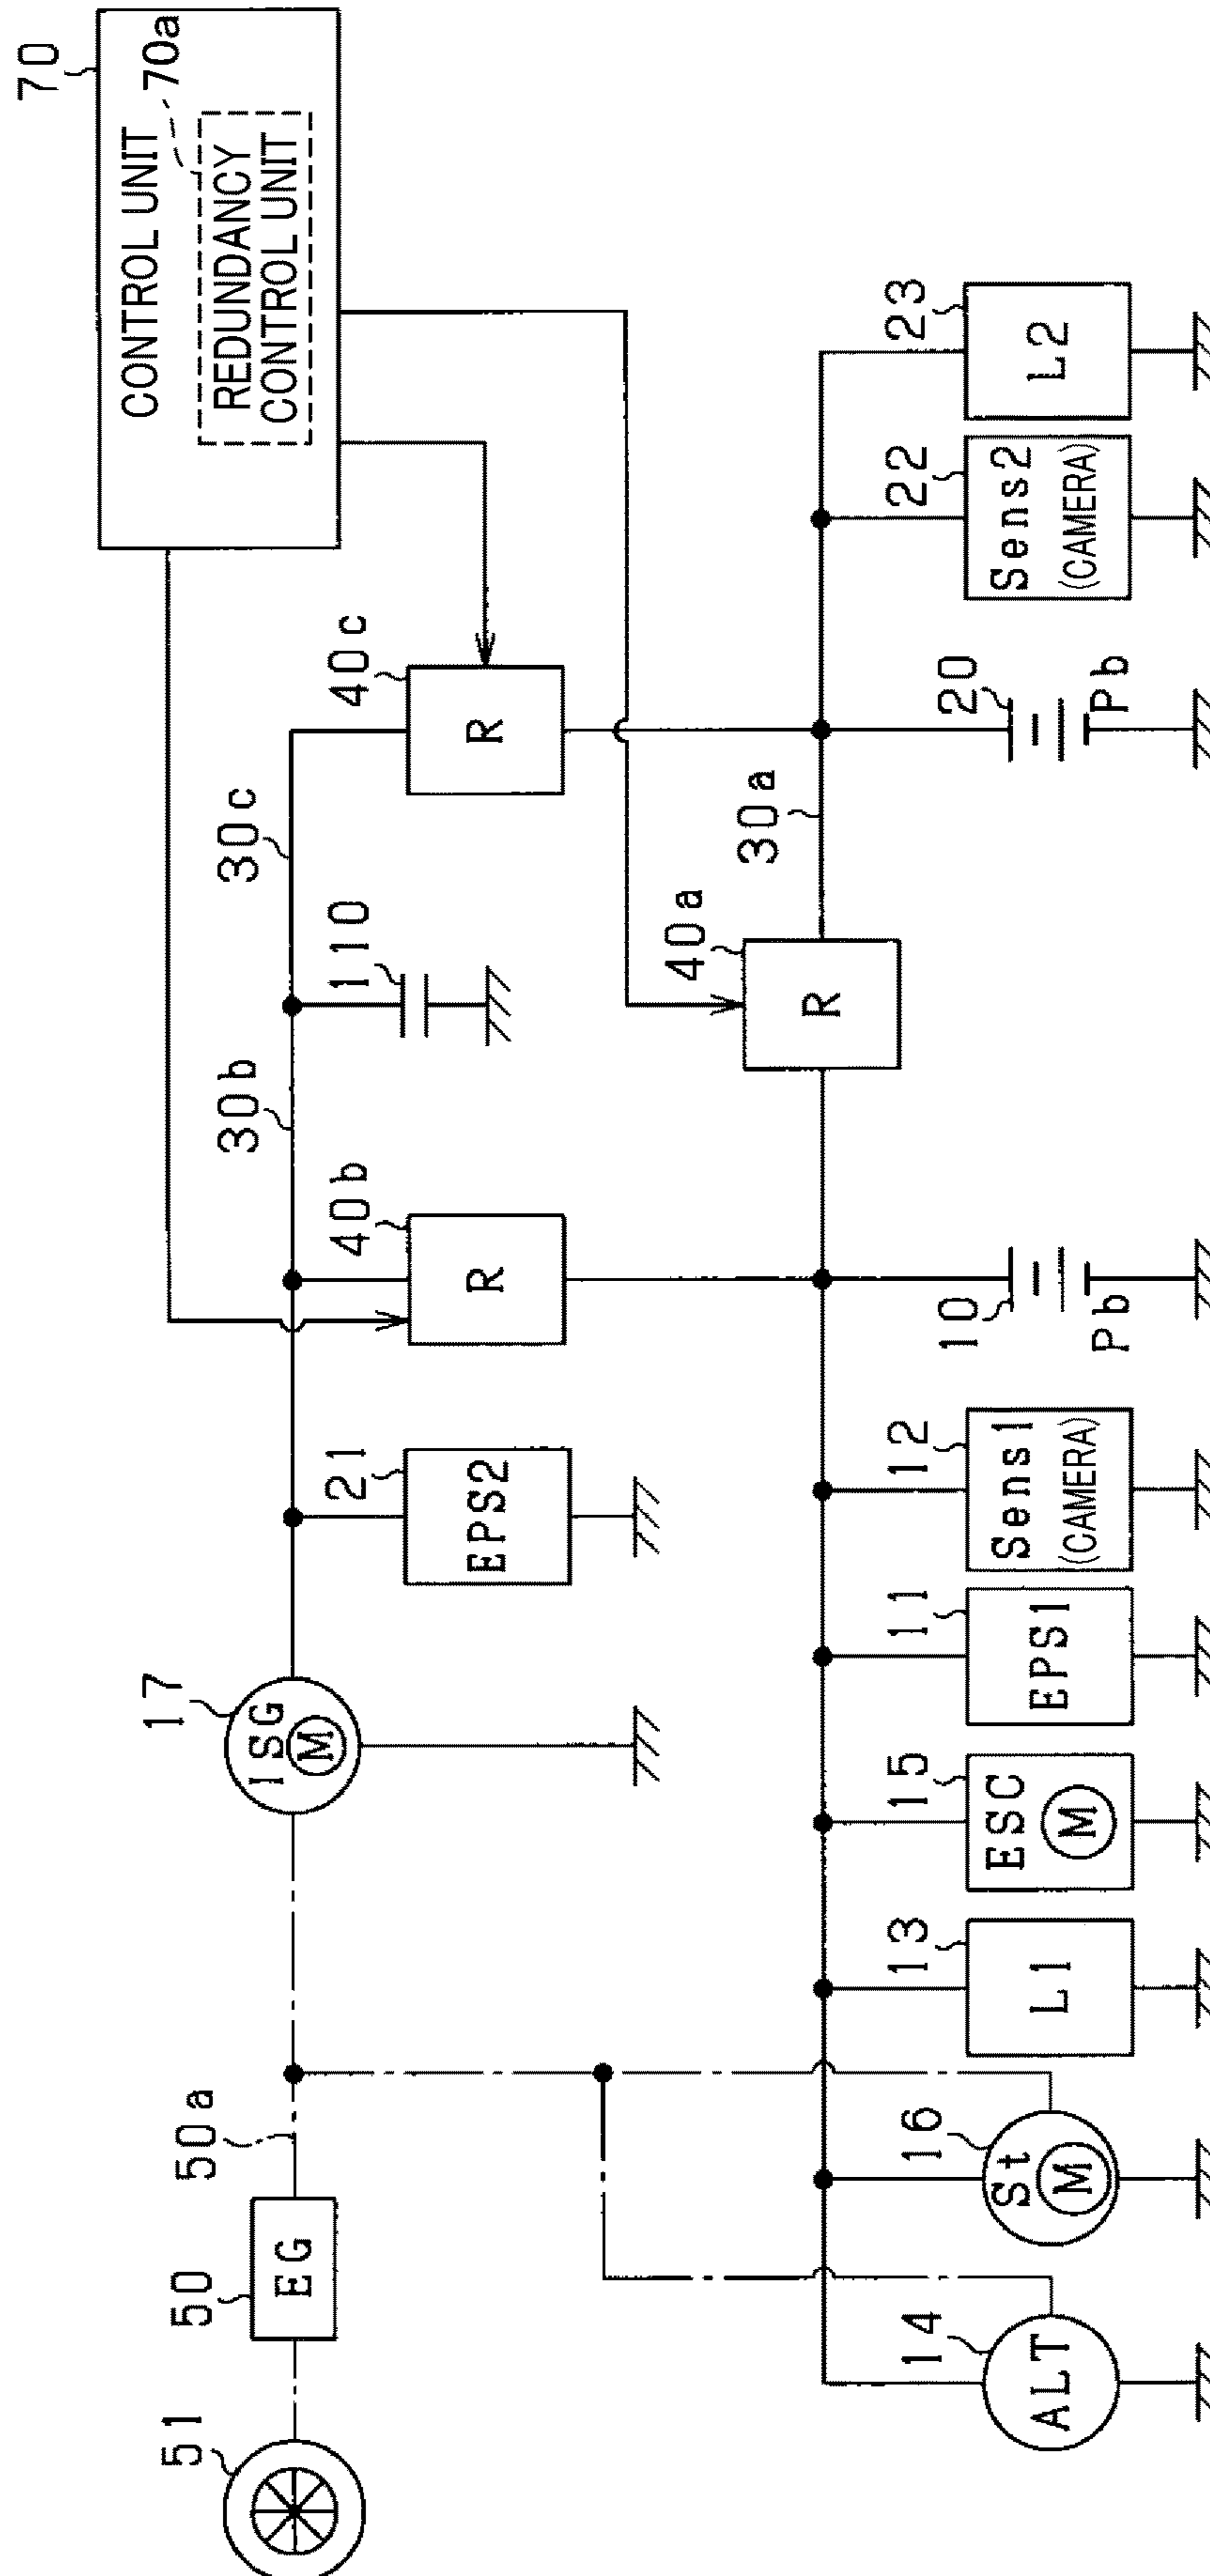 70
CONTROL UNIT
70a
REDUNDANCY
CONTROL UNIT
51
50
EG
50a
17
ISG
M
21
EPS2
40b
R
30b
110
30c
40c
R
40a
R
30a
14
ALT
16
St
M
13
L1
15
ESC
M
11
EPS1
12
Sens1
(CAMERA)
10
Pb
20
Pb
22
Sens2
(CAMERA)
23
L2